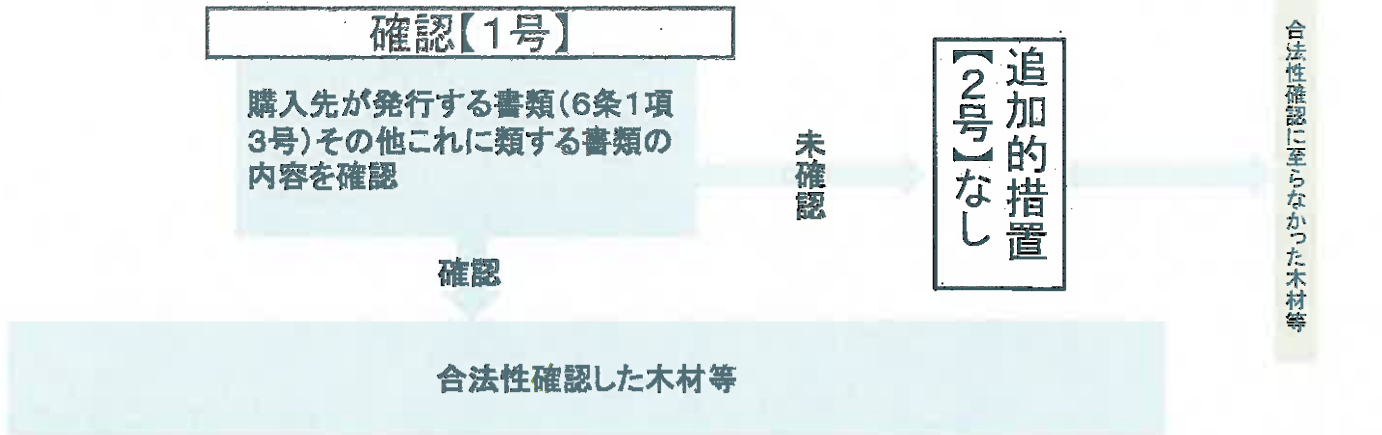 確認【1号】
購入先が発行する書類(6条1項
3号)その他これに類する書類の
内容を確認
未確認
追加的措置
【2号】なし
合法性確認に至らなかった木材等
確認
合法性確認した木材等